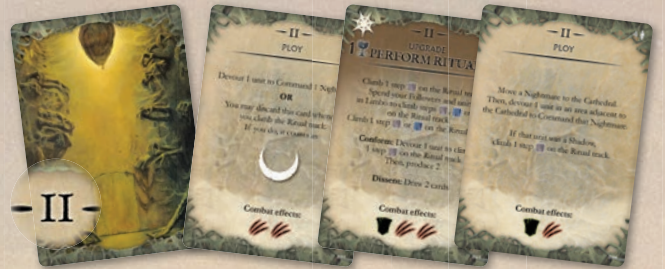 II
II
PLOY
Devour 1 unit to Command 1 Nigh
OR
You may discard this
you climb the Ritual track.
If you do, it counts as
Combat effects:
II
UPGRADE
1 PERFORM RITUA
Climb 1 step on the Ritual tra
Spend your Followers and
in Limbo to climb steps
on the Ritual track.
Climb 1 step or on the Ritual
Conform: Devour 1 unit to
1 step on the Ritual track.
Then, produce 2
Dissent: Draw 2 cards
Combat effects:
II
PLOY
Move a Nightmare to the Cathedral.
Then, devour 1 unit in an area adjacent to
the Cathedral to Command that Nightmare.
If that unit was a Shadow,
climb 1 step on the Ritual track.
Combat effects: